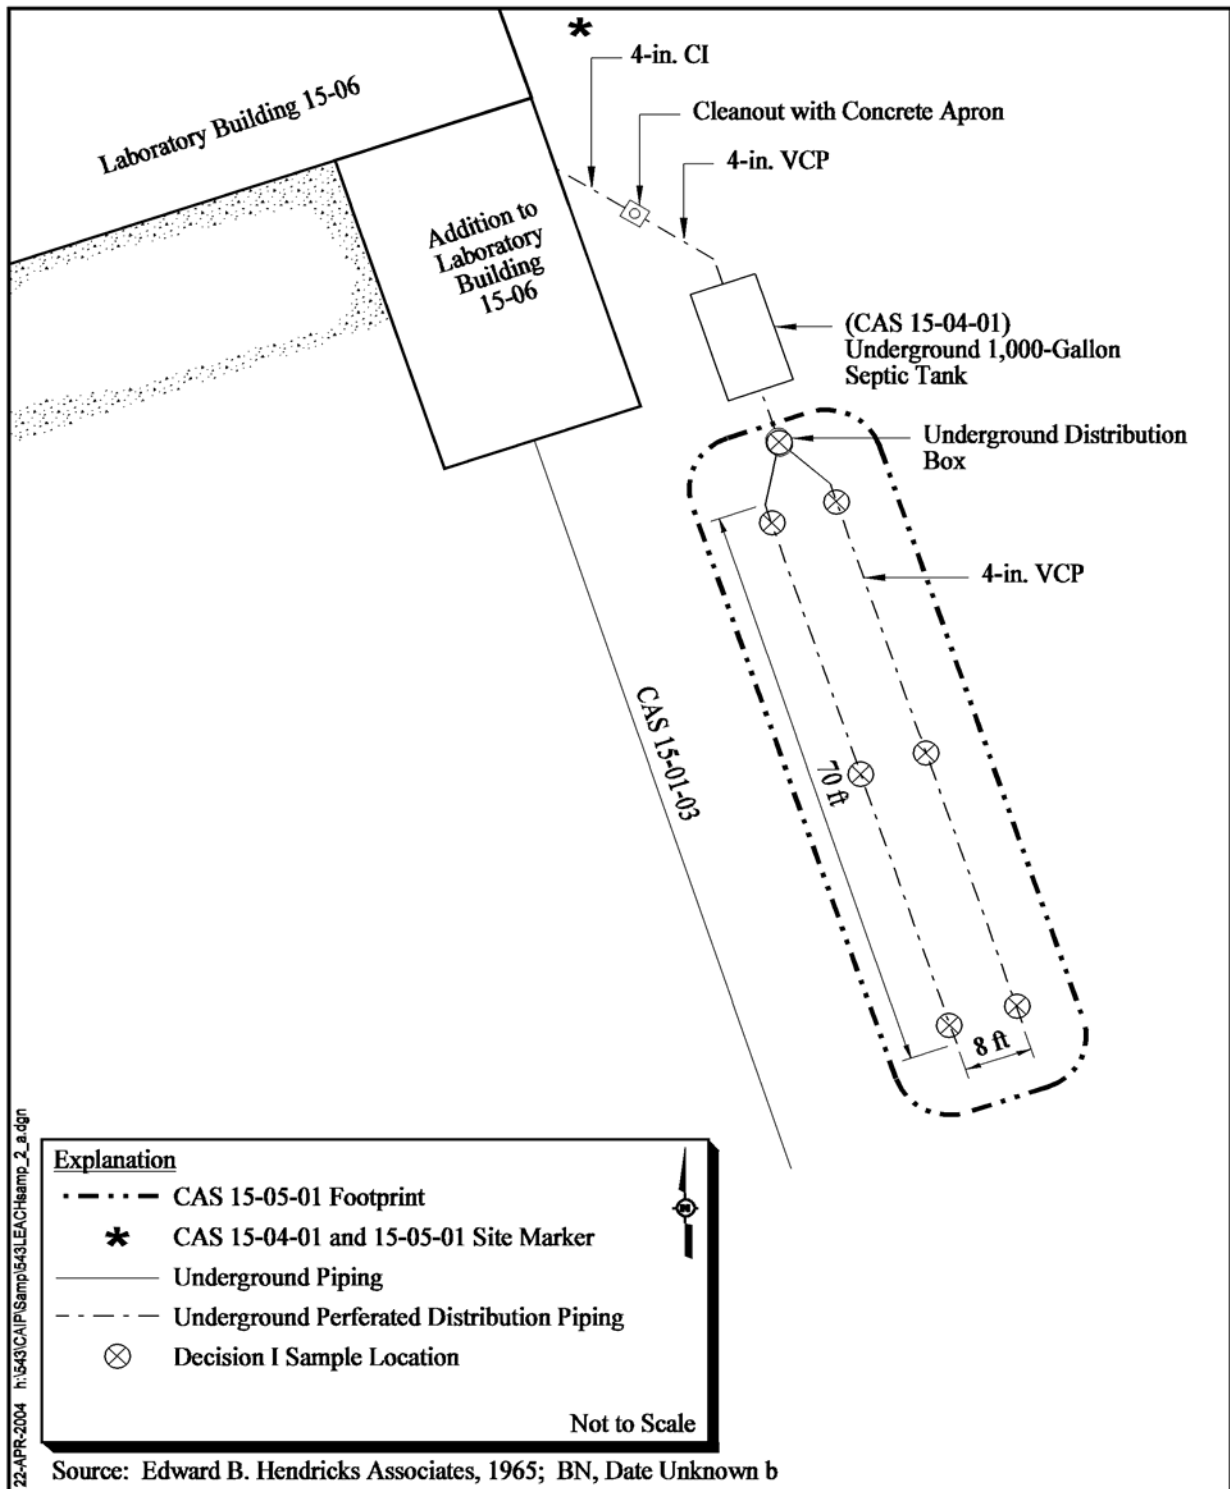 Laboratory Building 15-06
4-in. CI
Cleanout with Concrete Apron
4-in. VCP
Addition to
Laboratory
Building
15-06
(CAS 15-04-01)
Underground 1,000-Gallon
Septic Tank
Underground Distribution
Box
4-in. VCP
CAS 15-01-03
70 ft
8 ft
Explanation
CAS 15-05-01 Footprint
CAS 15-04-01 and 15-05-01 Site Marker
Underground Piping
Underground Perferated Distribution Piping
Decision I Sample Location
N
Not to Scale
22-APR-2004 h:\543\CAIP\Samp\543LEACHsamp_2_a.dgn
Source: Edward B. Hendricks Associates, 1965; BN, Date Unknown b